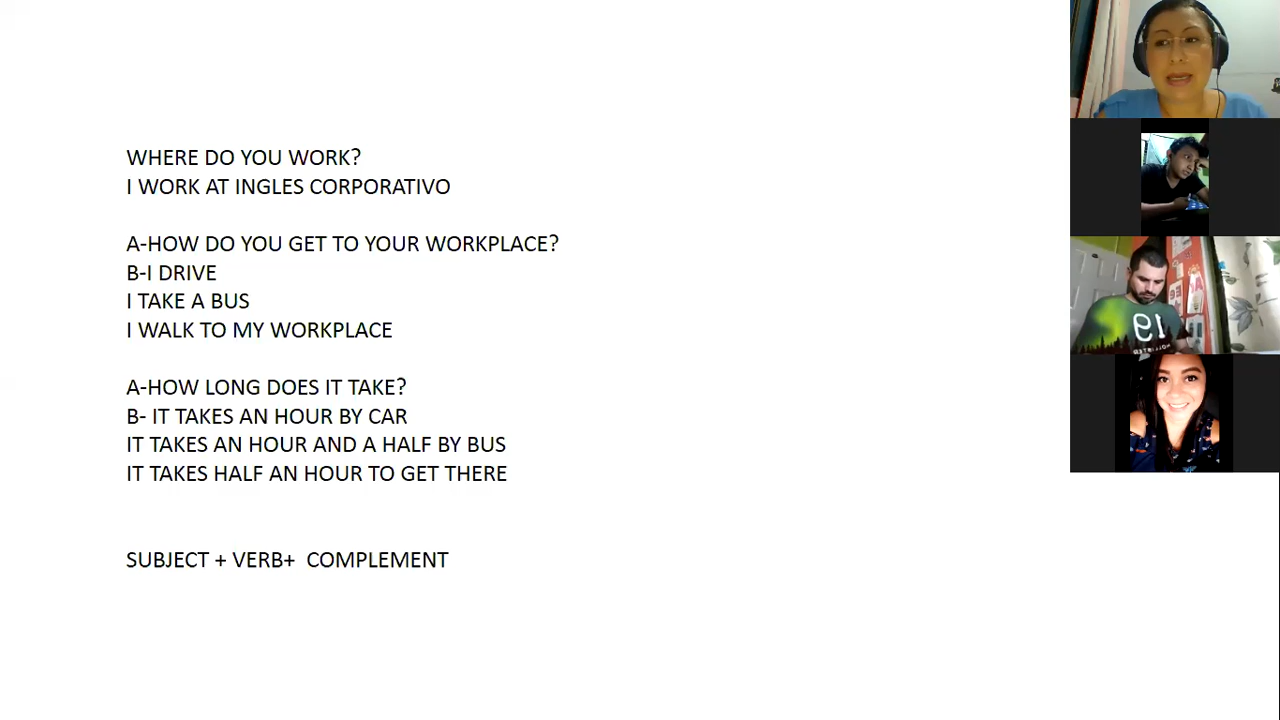 WHERE DO YOU WORK?
I WORK AT INGLES CORPORATIVO
A-HOW DO YOU GET TO YOUR WORKPLACE?
B-I DRIVE
I TAKE A BUS
I WALK TO MY WORKPLACE
A-HOW LONG DOES IT TAKE?
B- IT TAKES AN HOUR BY CAR
IT TAKES AN HOUR AND A HALF BY BUS
IT TAKES HALF AN HOUR TO GET THERE
SUBJECT + VERB+  COMPLEMENT
19
HOLLISTER